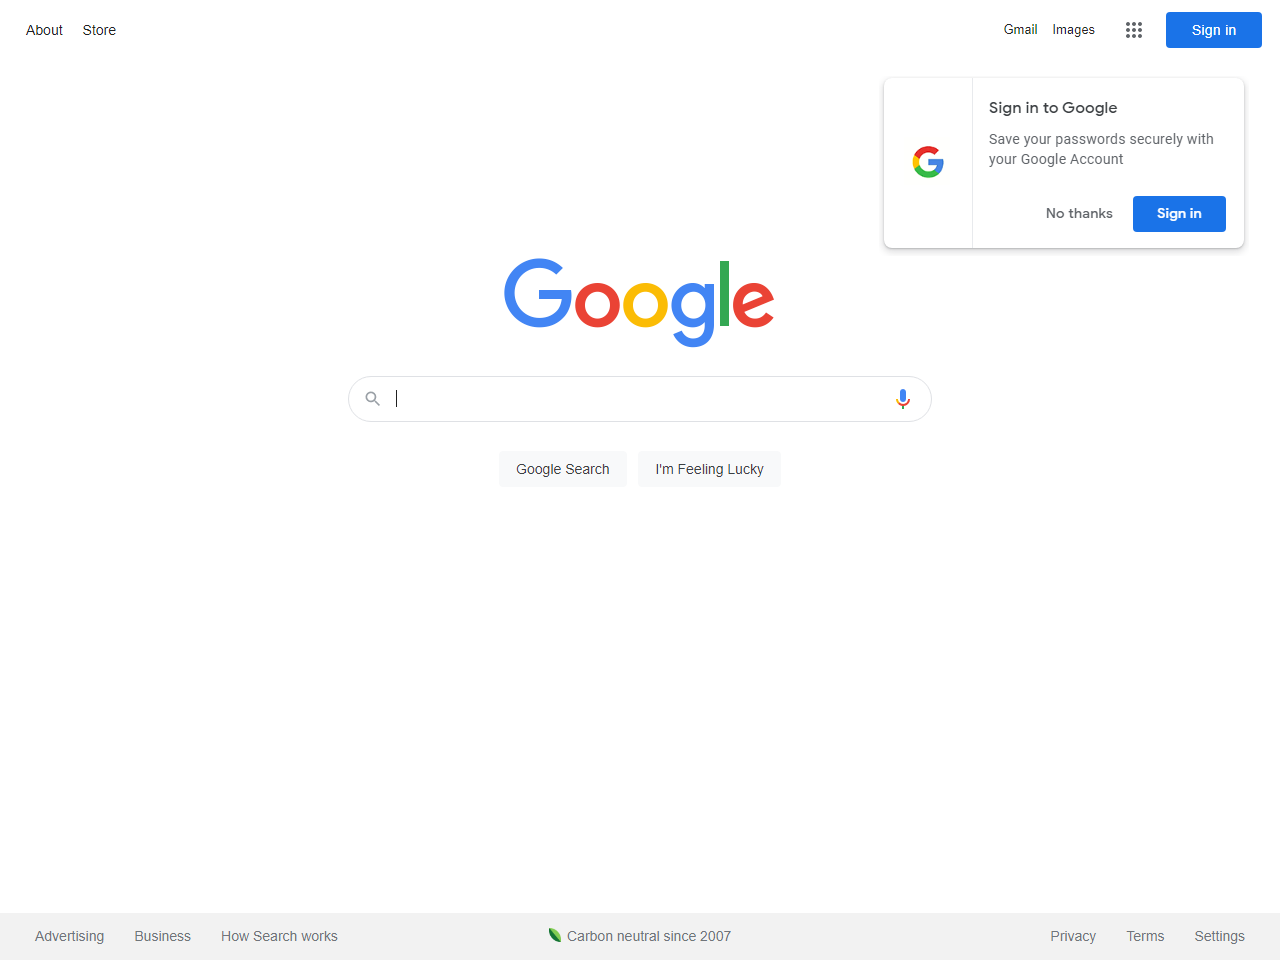 About Store
Gmail Images Sign in
Sign in to Google
Save your passwords securely with
your Google Account
No thanks Sign in
Google
Google Search I'm Feeling Lucky
Advertising Business How Search works Carbon neutral since 2007 Privacy Terms Settings